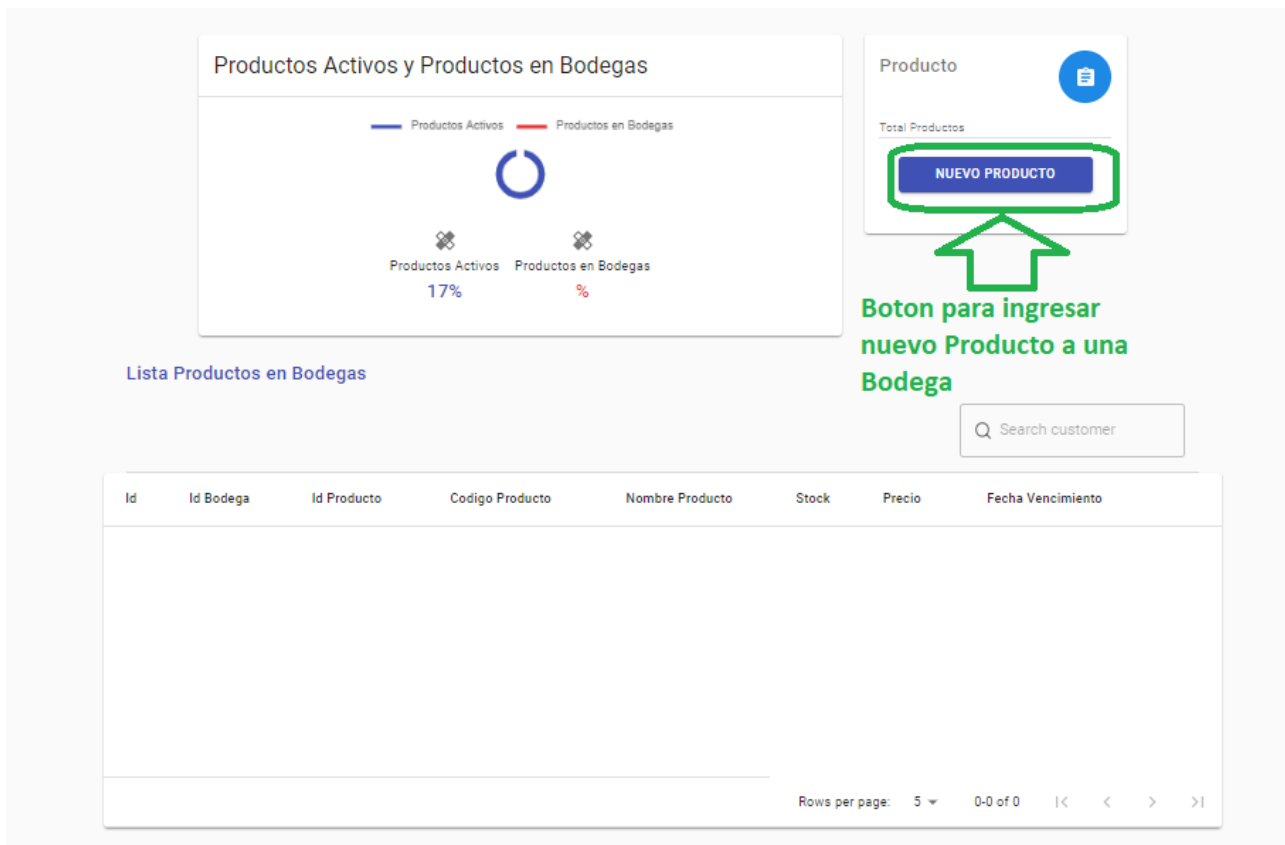 Productos Activos y Productos en Bodegas
Productos Activos Productos en Bodegas
Productos Activos Productos en Bodegas
17% %
Producto
Total Productos
NUEVO PRODUCTO
Boton para ingresar
nuevo Producto a una
Bodega
Lista Productos en Bodegas
Search customer
Id Id Bodega Id Producto Codigo Producto Nombre Producto Stock Precio Fecha Vencimiento
Rows per page: 5 0-0 of 0